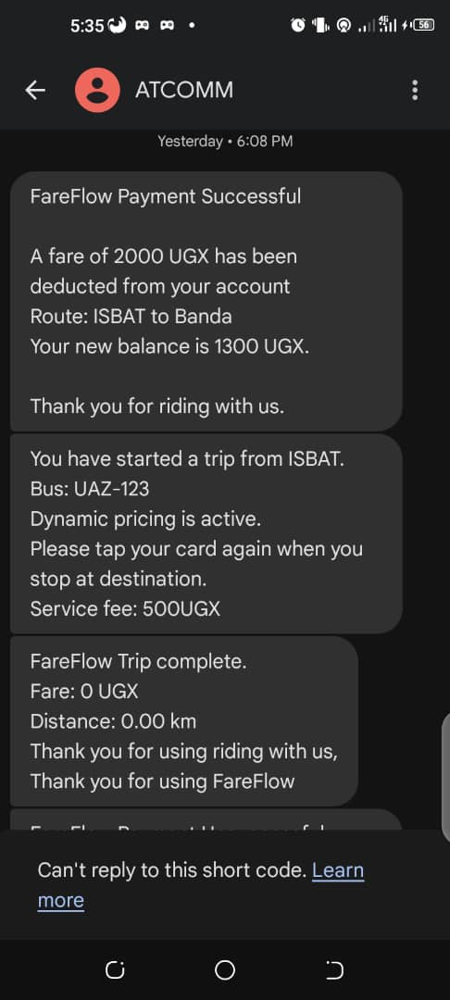 5:35
4G
56
ATCOMM
Yesterday • 6:08 PM
FareFlow Payment Successful
A fare of 2000 UGX has been
deducted from your account
Route: ISBAT to Banda
Your new balance is 1300 UGX.
Thank you for riding with us.
You have started a trip from ISBAT.
Bus: UAZ-123
Dynamic pricing is active.
Please tap your card again when you
stop at destination.
Service fee: 500UGX
FareFlow Trip complete.
Fare: 0 UGX
Distance: 0.00 km
Thank you for using riding with us,
Thank you for using FareFlow
Can't reply to this short code. Learn
more